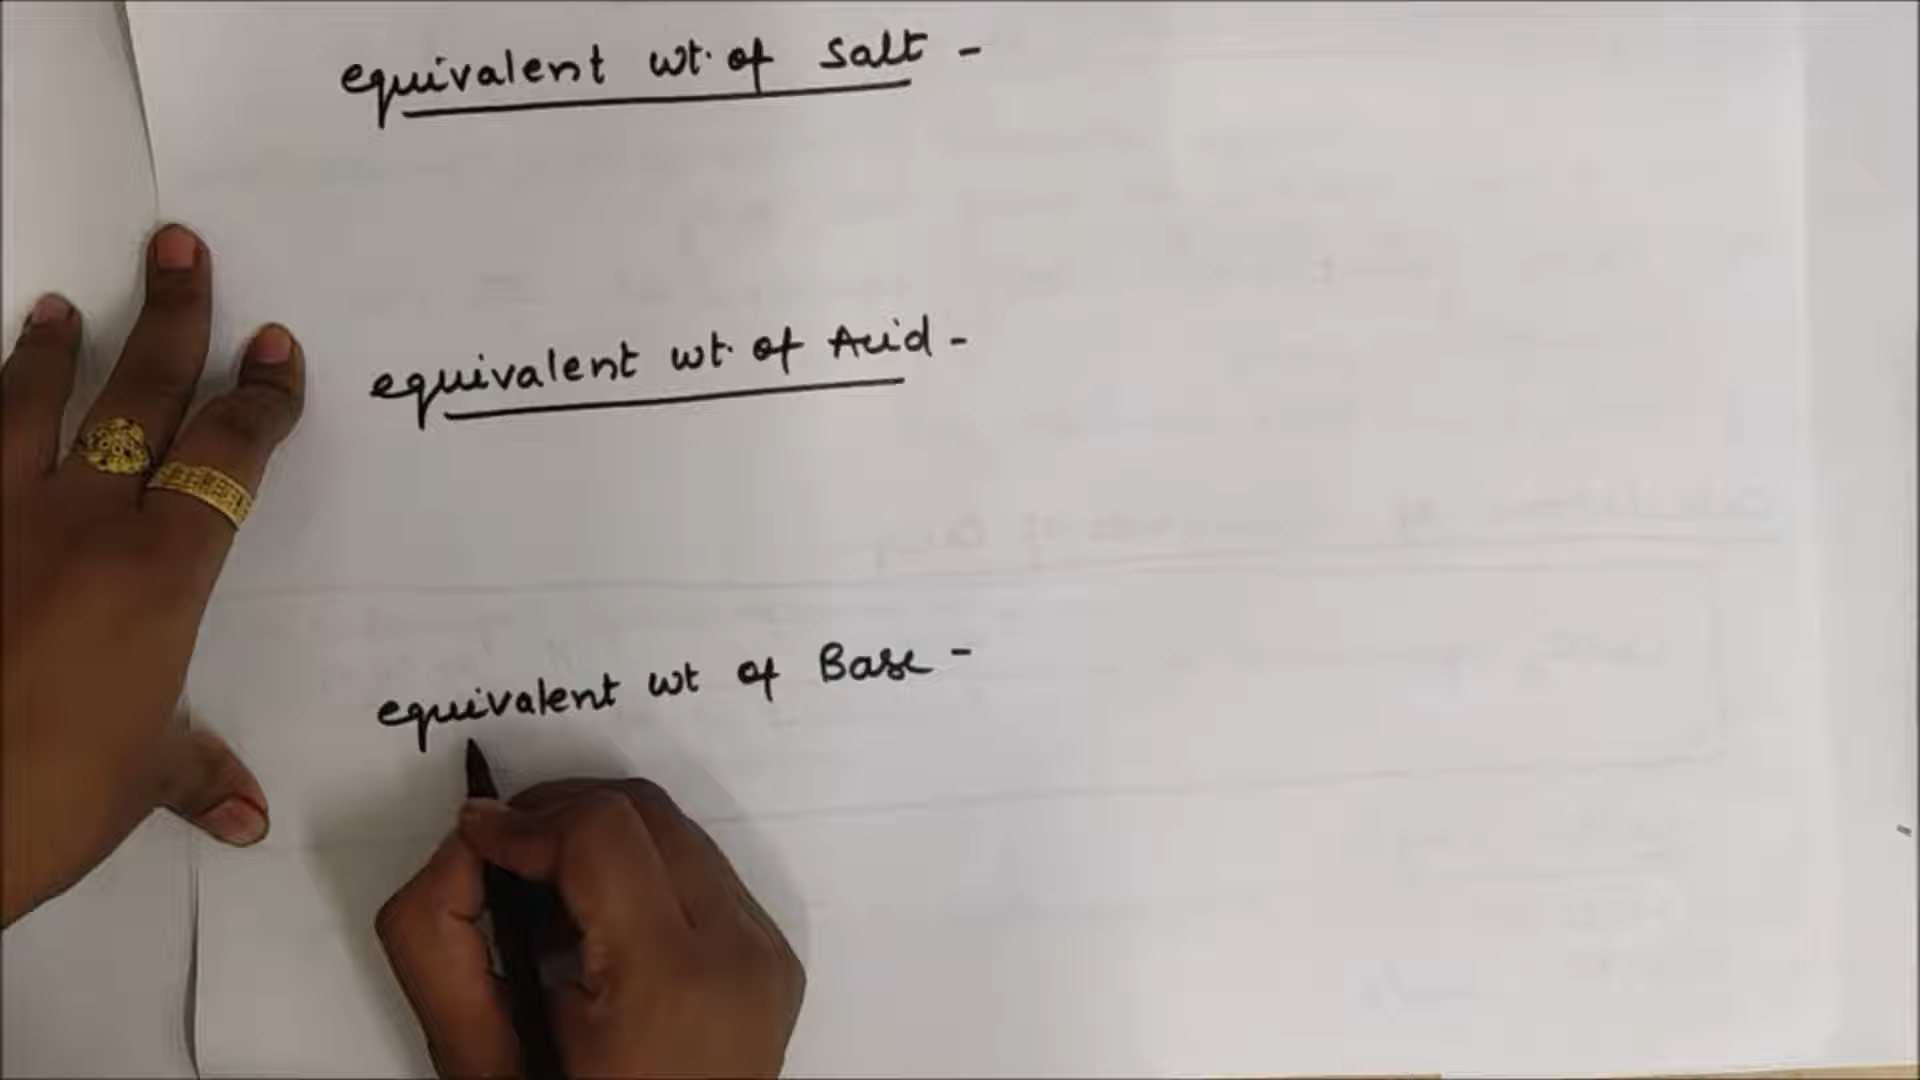 equivalent wt. of Salt -
equivalent wt. of Acid -
equivalent wt of Base -